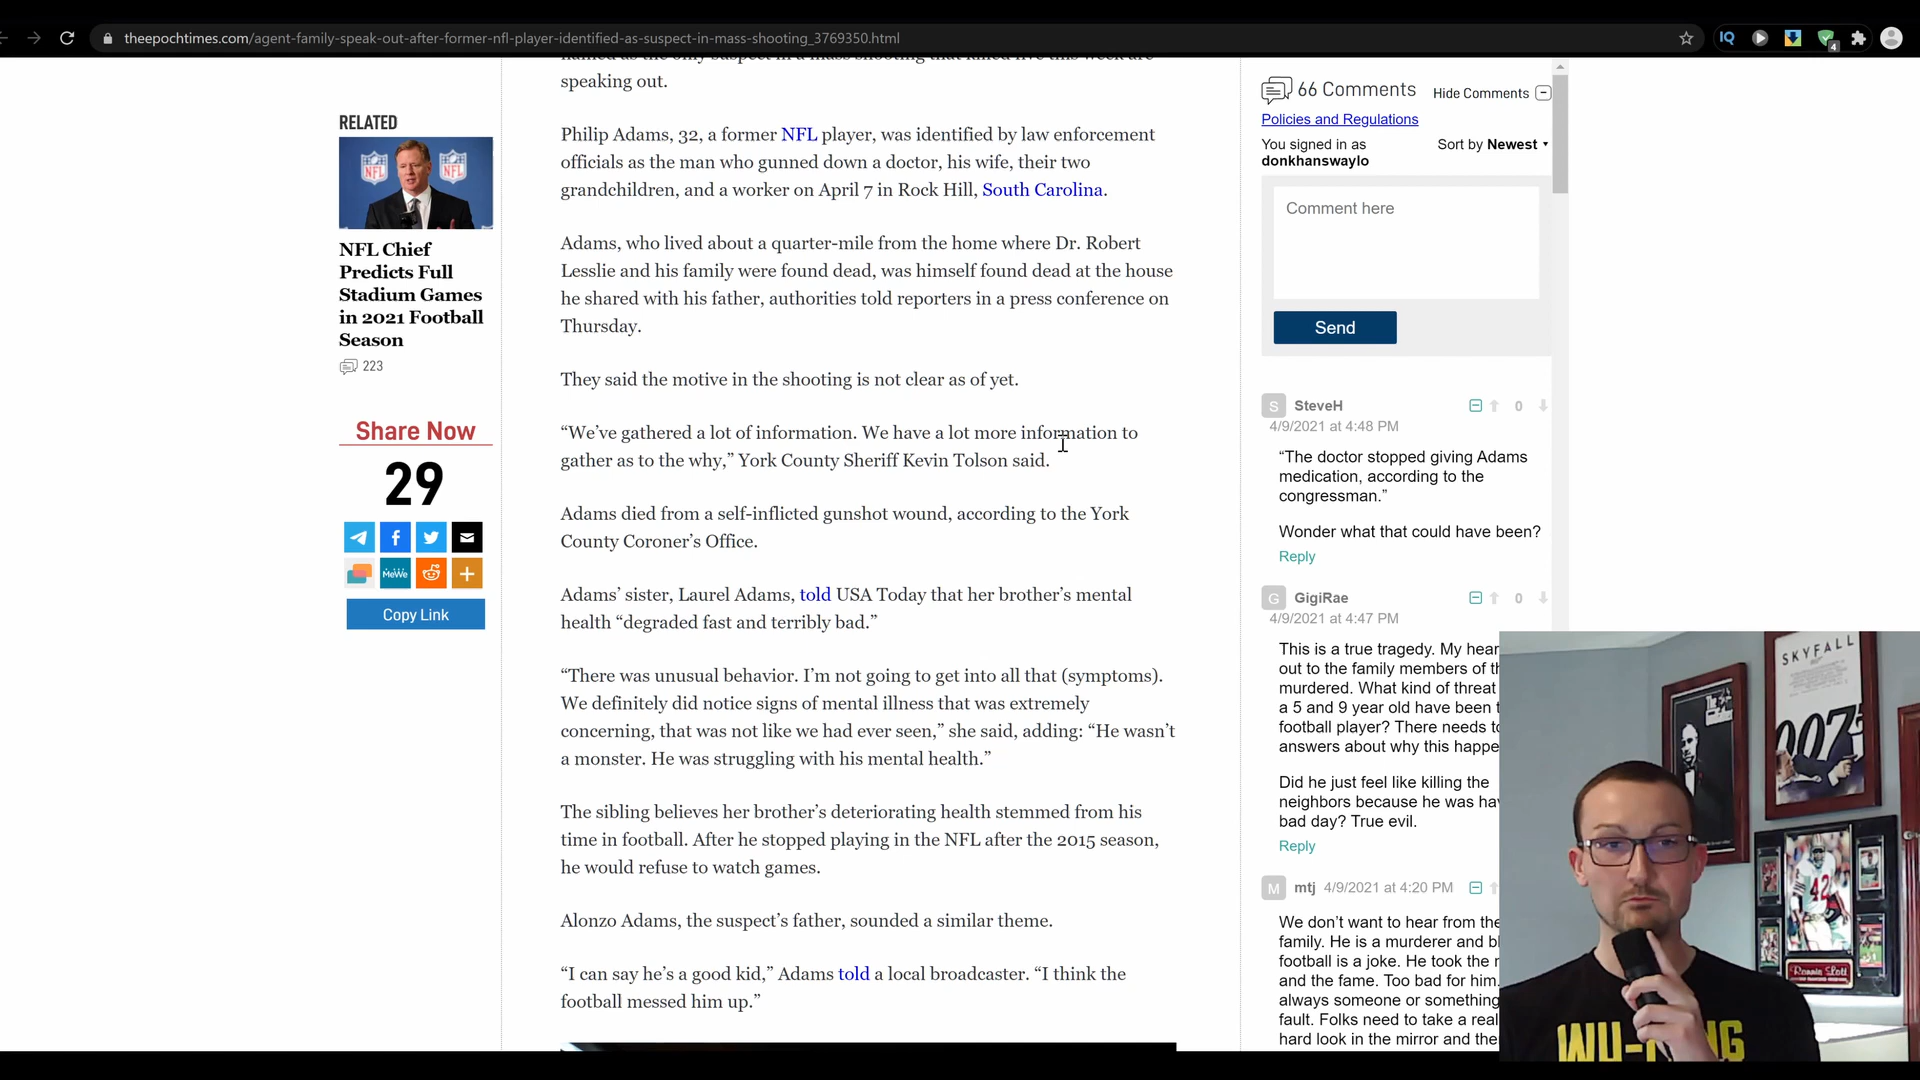 theepochtimes.com/agent-family-speak-out-after-former-nfl-player-identified-as-suspect-in-mass-shooting_3769350.html
IQ
4
speaking out.
RELATED
NFL Chief
Predicts Full
Stadium Games
in 2021 Football
Season
223
Share Now
29
MeWe
Copy Link
Philip Adams, 32, a former NFL player, was identified by law enforcement
officials as the man who gunned down a doctor, his wife, their two
grandchildren, and a worker on April 7 in Rock Hill, South Carolina.
Adams, who lived about a quarter-mile from the home where Dr. Robert
Lesslie and his family were found dead, was himself found dead at the house
he shared with his father, authorities told reporters in a press conference on
Thursday.
They said the motive in the shooting is not clear as of yet.
“We’ve gathered a lot of information. We have a lot more information to
gather as to the why,” York County Sheriff Kevin Tolson said.
Adams died from a self-inflicted gunshot wound, according to the York
County Coroner’s Office.
Adams’ sister, Laurel Adams, told USA Today that her brother’s mental
health “degraded fast and terribly bad.”
“There was unusual behavior. I’m not going to get into all that (symptoms).
We definitely did notice signs of mental illness that was extremely
concerning, that was not like we had ever seen,” she said, adding: “He wasn’t
a monster. He was struggling with his mental health.”
The sibling believes her brother’s deteriorating health stemmed from his
time in football. After he stopped playing in the NFL after the 2015 season,
he would refuse to watch games.
Alonzo Adams, the suspect’s father, sounded a similar theme.
“I can say he’s a good kid,” Adams told a local broadcaster. “I think the
football messed him up.”
66 Comments
Hide Comments
Policies and Regulations
You signed in as
donkhanswaylo
Sort by Newest
Comment here
Send
S SteveH 0
4/9/2021 at 4:48 PM
“The doctor stopped giving Adams
medication, according to the
congressman.”
Wonder what that could have been?
Reply
G GigiRae 0
4/9/2021 at 4:47 PM
This is a true tragedy. My hear
out to the family members of th
murdered. What kind of threat
a 5 and 9 year old have been t
football player? There needs to
answers about why this happe
Did he just feel like killing the
neighbors because he was hav
bad day? True evil.
Reply
M mtj 4/9/2021 at 4:20 PM
We don’t want to hear from the
family. He is a murderer and bl
football is a joke. He took the
and the fame. Too bad for him.
always someone or something
fault. Folks need to take a real
hard look in the mirror and the
SKYFALL
007
42
Ronnie Lott